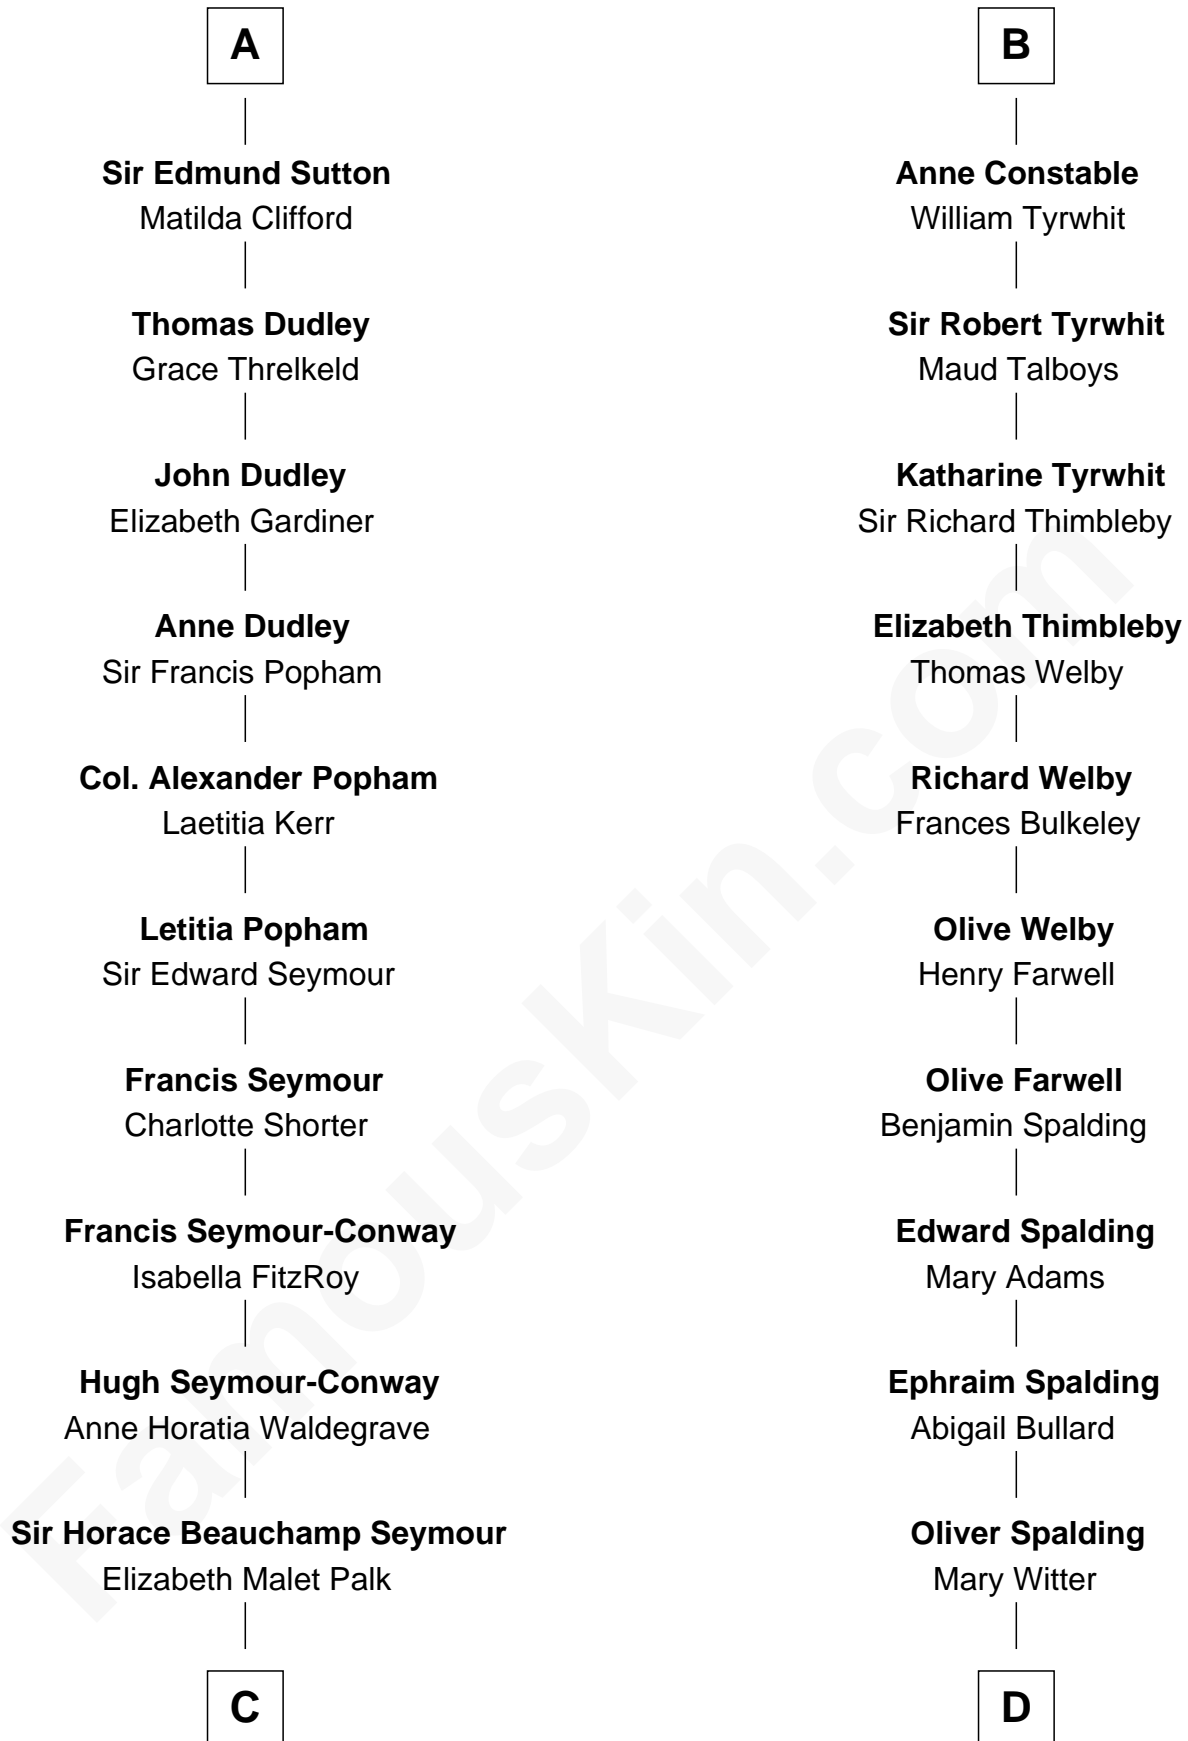 A
Sir Edmund Sutton
Matilda Clifford
Thomas Dudley
Grace Threlkeld
John Dudley
Elizabeth Gardiner
Anne Dudley
Sir Francis Popham
Col. Alexander Popham
Laetitia Kerr
Letitia Popham
Sir Edward Seymour
Francis Seymour
Charlotte Shorter
Francis Seymour-Conway
Isabella FitzRoy
Hugh Seymour-Conway
Anne Horatia Waldegrave
Sir Horace Beauchamp Seymour
Elizabeth Malet Palk
C
B
Anne Constable
William Tyrwhit
Sir Robert Tyrwhit
Maud Talboys
Katharine Tyrwhit
Sir Richard Thimbleby
Elizabeth Thimbleby
Thomas Welby
Richard Welby
Frances Bulkeley
Olive Welby
Henry Farwell
Olive Farwell
Benjamin Spalding
Edward Spalding
Mary Adams
Ephraim Spalding
Abigail Bullard
Oliver Spalding
Mary Witter
D
FamousKin.com